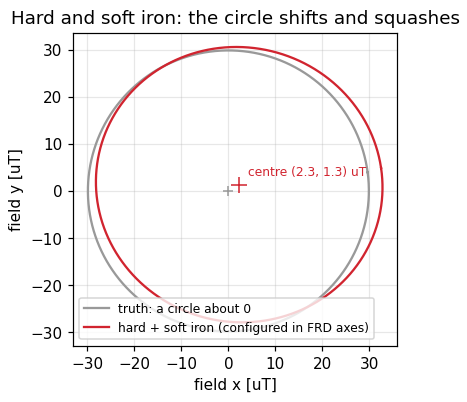 Hard and soft iron: the circle shifts and squashes
field y [uT]
30
20
10
0
−10
−20
−30
centre (2.3, 1.3) uT
truth: a circle about 0
hard + soft iron (configured in FRD axes)
−30
−20
−10
0
10
20
30
field x [uT]